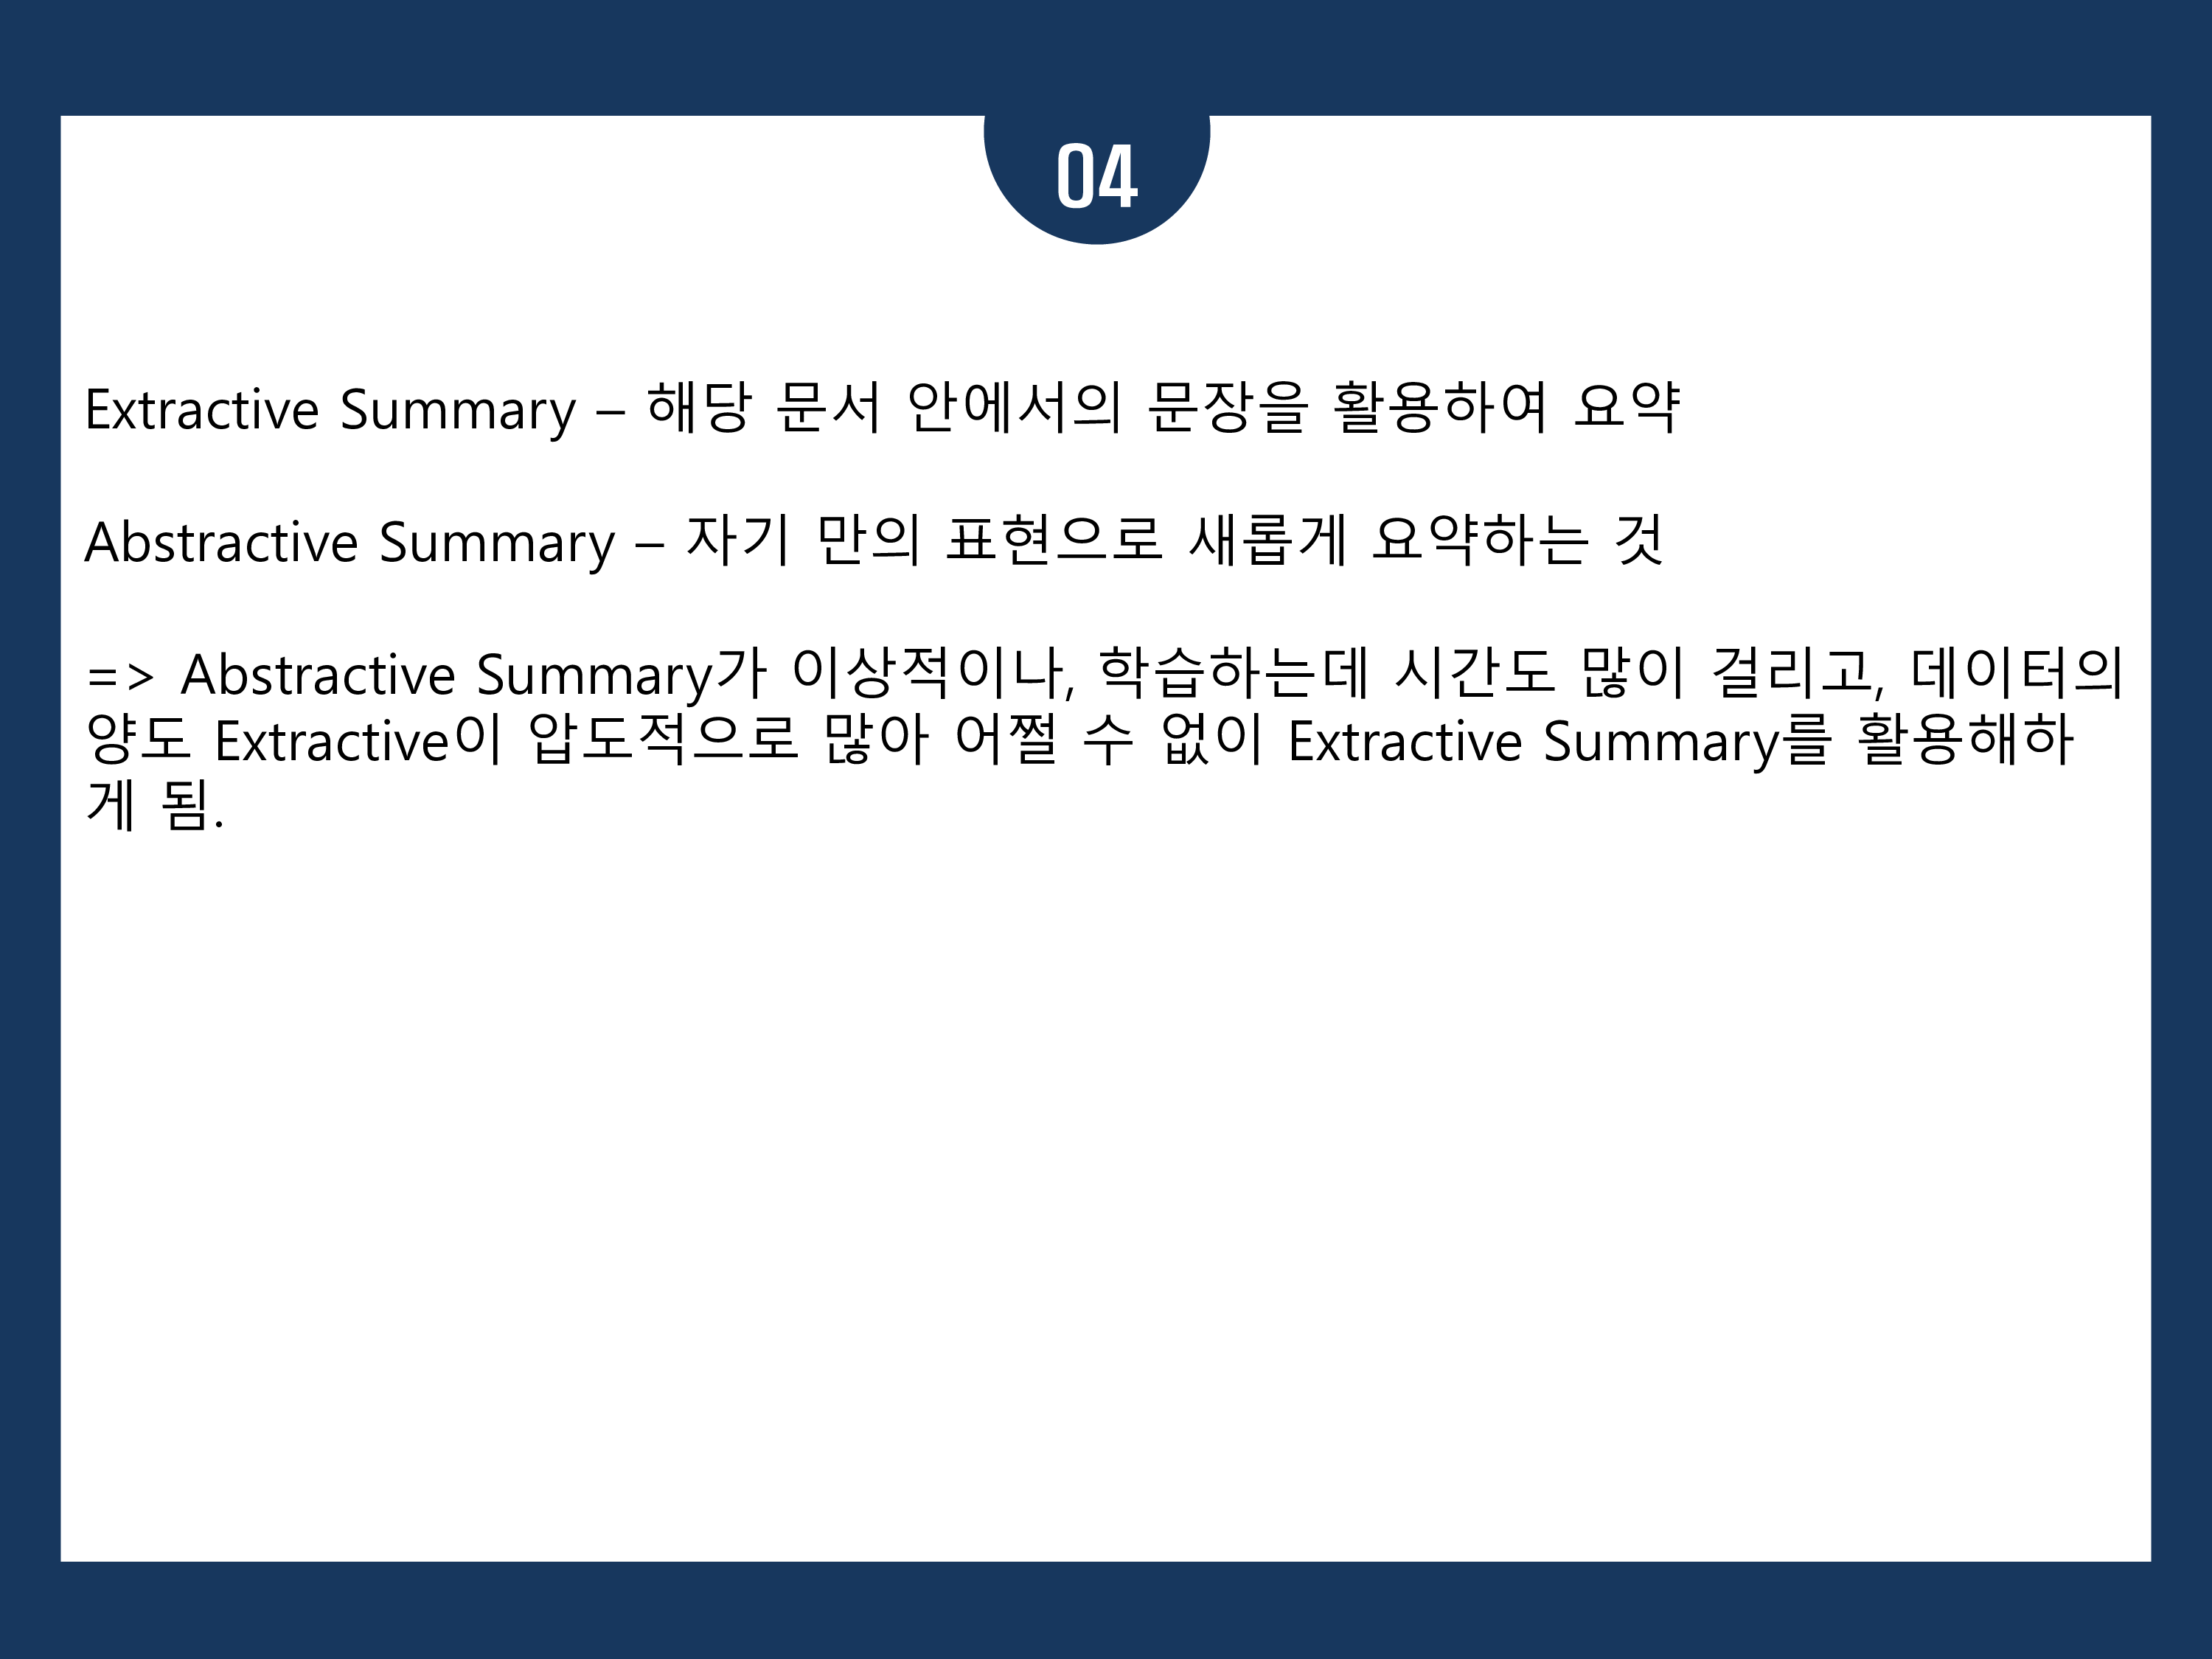 04
Extractive Summary – 해당 문서 안에서의 문장을 활용하여 요약
Abstractive Summary – 자기 만의 표현으로 새롭게 요약하는 것
=> Abstractive Summary가 이상적이나, 학습하는데 시간도 많이 걸리고, 데이터의
양도 Extractive이 압도적으로 많아 어쩔 수 없이 Extractive Summary를 활용해하
게 됨.